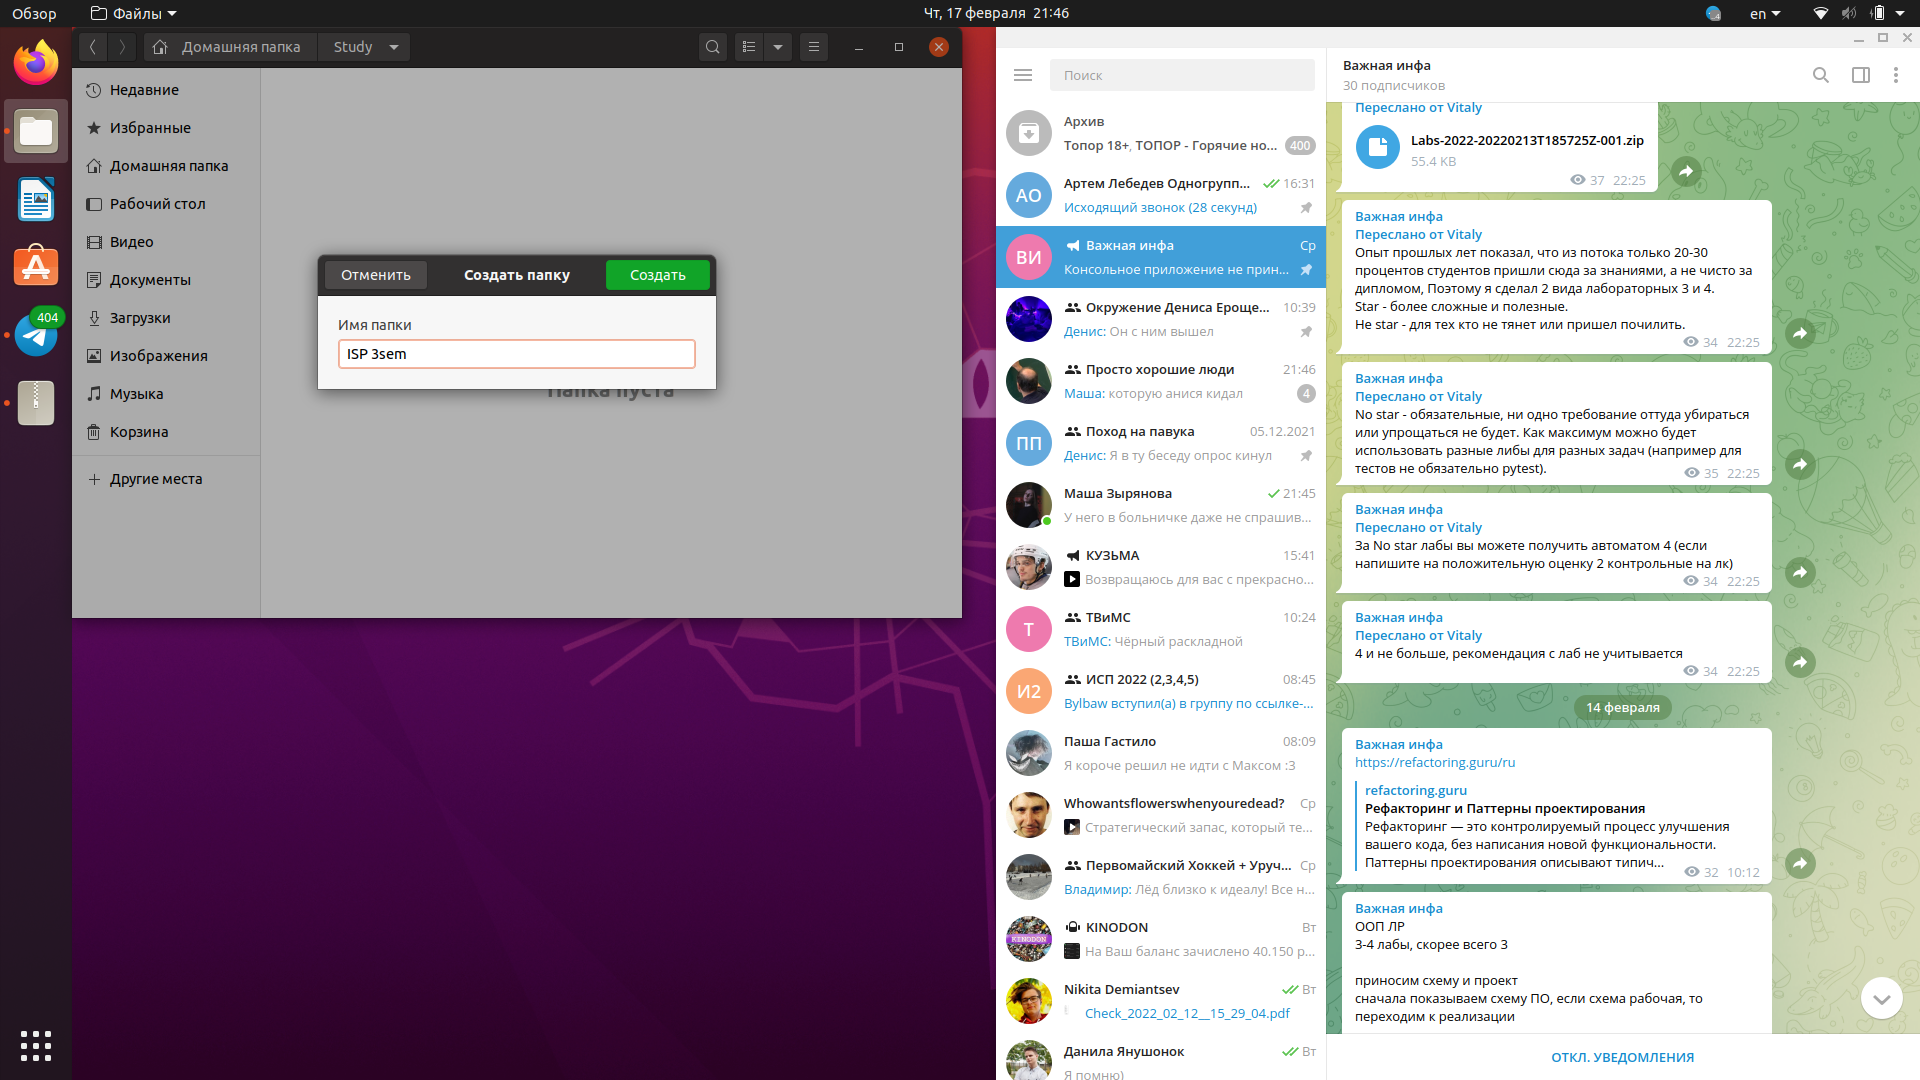 Обзор
Файлы
Чт, 17 февраля 21:46
en
Домашняя папка
Study
Недавние
Избранные
Домашняя папка
Рабочий стол
Видео
Документы
Загрузки
Изображения
Музыка
Корзина
Другие места
404
Отменить
Создать папку
Создать
Имя папки
ISP 3sem
Папка пуста
Поиск
Архив
Топор 18+, ТОПОР - Горячие но...
400
АО
Артем Лебедев Одногрупп...
16:31
Исходящий звонок (28 секунд)
ВИ
Важная инфа
Ср
Консольное приложение не прин...
Окружение Дениса Ероще...
10:39
Денис: Он с ним вышел
Просто хорошие люди
21:46
Маша: которую анися кидал
4
ПП
Поход на павука
05.12.2021
Денис: Я в ту беседу опрос кинул
Маша Зырянова
21:45
У него в больничке даже не спрашив...
КУЗЬМА
15:41
Возвращаюсь для вас с прекрасно...
Т
ТВиМС
10:24
ТВиМС: Чёрный раскладной
И2
ИСП 2022 (2,3,4,5)
08:45
Bylbaw вступил(а) в группу по ссылке-...
Паша Гастило
08:09
Я короче решил не идти с Максом :3
Whowantsflowerswhenyouredead?
Ср
Стратегический запас, который те...
Первомайский Хоккей + Уруч...
Ср
Владимир: Лёд близко к идеалу! Все н...
KENODON
KINODON
Вт
На Ваш баланс зачислено 40.150 р...
Nikita Demiantsev
Вт
Check_2022_02_12__15_29_04.pdf
Данила Янушонок
Вт
Я помню)
Важная инфа
30 подписчиков
Переслано от Vitaly
Labs-2022-20220213T185725Z-001.zip
55.4 KB
37 22:25
Важная инфа
Переслано от Vitaly
Опыт прошлых лет показал, что из потока только 20-30
процентов студентов пришли сюда за знаниями, а не чисто за
дипломом, Поэтому я сделал 2 вида лабораторных 3 и 4.
Star - более сложные и полезные.
Не star - для тех кто не тянет или пришел почилить.
34 22:25
Важная инфа
Переслано от Vitaly
No star - обязательные, ни одно требование оттуда убираться
или упрощаться не будет. Как максимум можно будет
использовать разные либы для разных задач (например для
тестов не обязательно pytest).
35 22:25
Важная инфа
Переслано от Vitaly
За No star лабы вы можете получить автоматом 4 (если
напишите на положительную оценку 2 контрольные на лк)
34 22:25
Важная инфа
Переслано от Vitaly
4 и не больше, рекомендация с лаб не учитывается
34 22:25
14 февраля
Важная инфа
https://refactoring.guru/ru
refactoring.guru
Рефакторинг и Паттерны проектирования
Рефакторинг — это контролируемый процесс улучшения
вашего кода, без написания новой функциональности.
Паттерны проектирования описывают типич...
32 10:12
Важная инфа
ООП ЛР
3-4 лабы, скорее всего 3
приносим схему и проект
сначала показываем схему ПО, если схема рабочая, то
переходим к реализации
ОТКЛ. УВЕДОМЛЕНИЯ